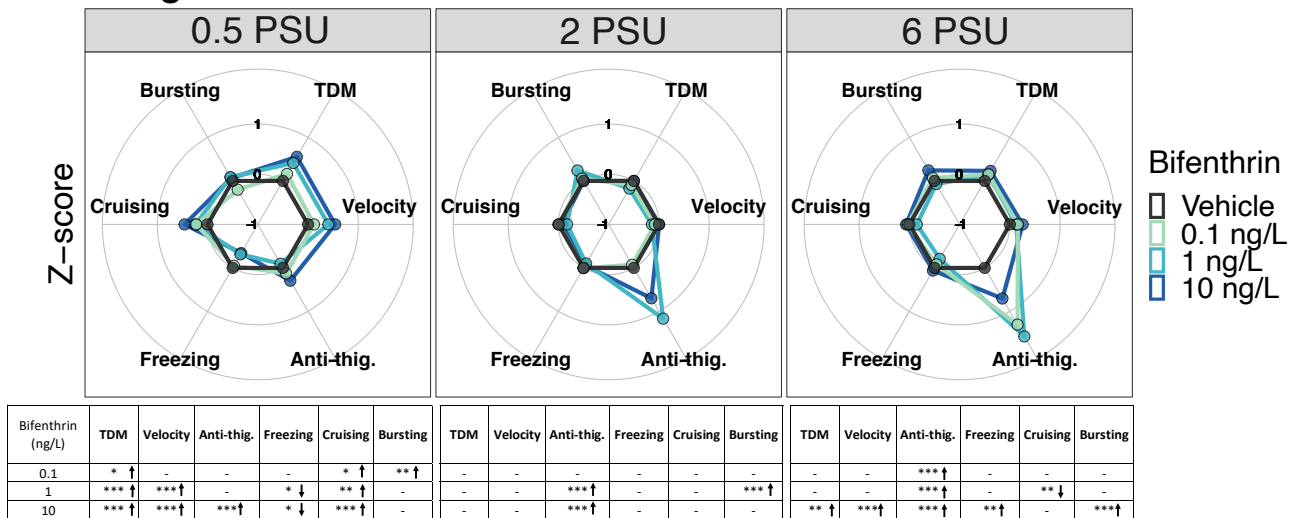 0.5 PSU 2 PSU 6 PSU
Bursting TDM Bursting TDM Bursting TDM
1 1 1
0 0 0
Cruising -1 Velocity Cruising -1 Velocity Cruising -1 Velocity
Freezing Anti-thig. Freezing Anti-thig. Freezing Anti-thig.
Z-score
Bifenthrin
Vehicle
0.1 ng/L
1 ng/L
10 ng/L
Bifenthrin
(ng/L) TDM Velocity Anti-thig. Freezing Cruising Bursting TDM Velocity Anti-thig. Freezing Cruising Bursting TDM Velocity Anti-thig. Freezing Cruising Bursting
0.1 * ↑ - - - * ↑ ** ↑ - - - - - - - - *** ↑ - - -
1 *** ↑ *** ↑ - * ↓ ** ↑ - - - *** ↑ - - *** ↑ - - *** ↑ - ** ↓ -
10 *** ↑ *** ↑ *** ↑ * ↓ *** ↑ - - - *** ↑ - - - ** ↑ *** ↑ *** ↑ ** ↑ - *** ↑